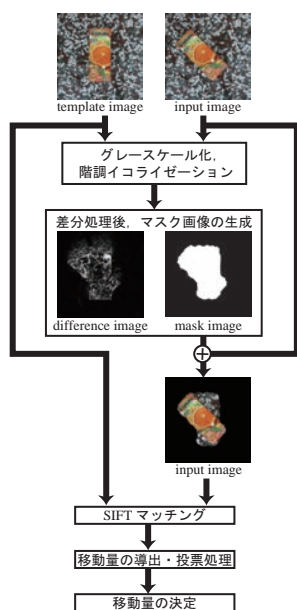 template image
input image
グレースケール化,
階調イコライゼーション
差分処理後，マスク画像の生成
difference image
mask image
input image
SIFT マッチング
移動量の導出・投票処理
移動量の決定